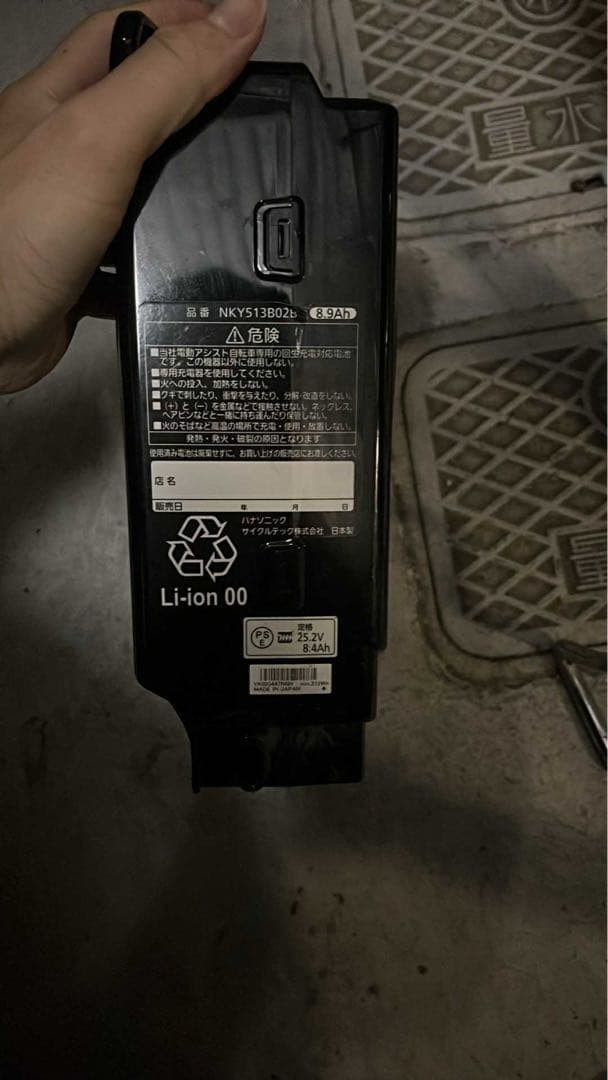 量水
品番 NKY513B02B 8.9Ah
危険
■当社電動アシスト自転車専用の回生充電対応電池
です。この機器以外に使用しない。
■専用充電器を使用してください。
■火への投入、加熱をしない。
■クギで刺したり、衝撃を与えたり、分解・改造をしない。
■(+)と(−)を金属などで接触させない。ネックレス、
ヘアピンなどと一緒に持ち運んだり保管しない。
■火のそばなど高温の場所で充電・使用・放置しない。
発熱・発火・破裂の原因となります
使用済み電池は廃棄せずに、お買い上げの販売店にお渡しください。
店名
販売日 年 月 日
パナソニック
サイクルテック株式会社 日本製
Li-ion 00
PS
E
定格
25.2V
8.4Ah
MADE IN JAPAN
量